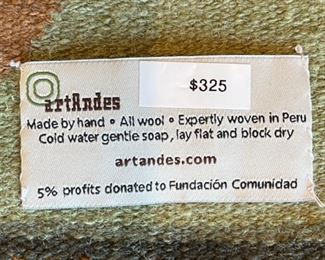 $325
artAndes
Made by hand • All wool • Expertly woven in Peru
Cold water gentle soap, lay flat and block dry
artandes.com
5% profits donated to Fundación Comunidad